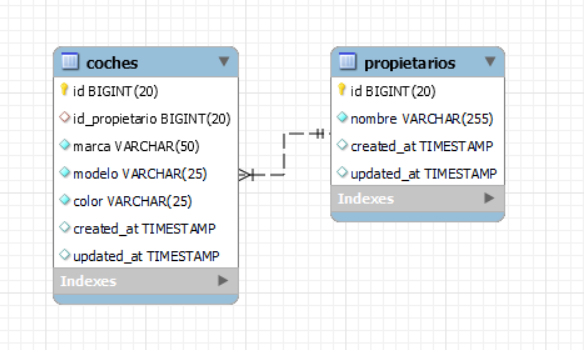 coches
id BIGINT(20)
id_propietario BIGINT(20)
marca VARCHAR(50)
modelo VARCHAR(25)
color VARCHAR(25)
created_at TIMESTAMP
updated_at TIMESTAMP
Indexes
propietarios
id BIGINT(20)
nombre VARCHAR(255)
created_at TIMESTAMP
updated_at TIMESTAMP
Indexes